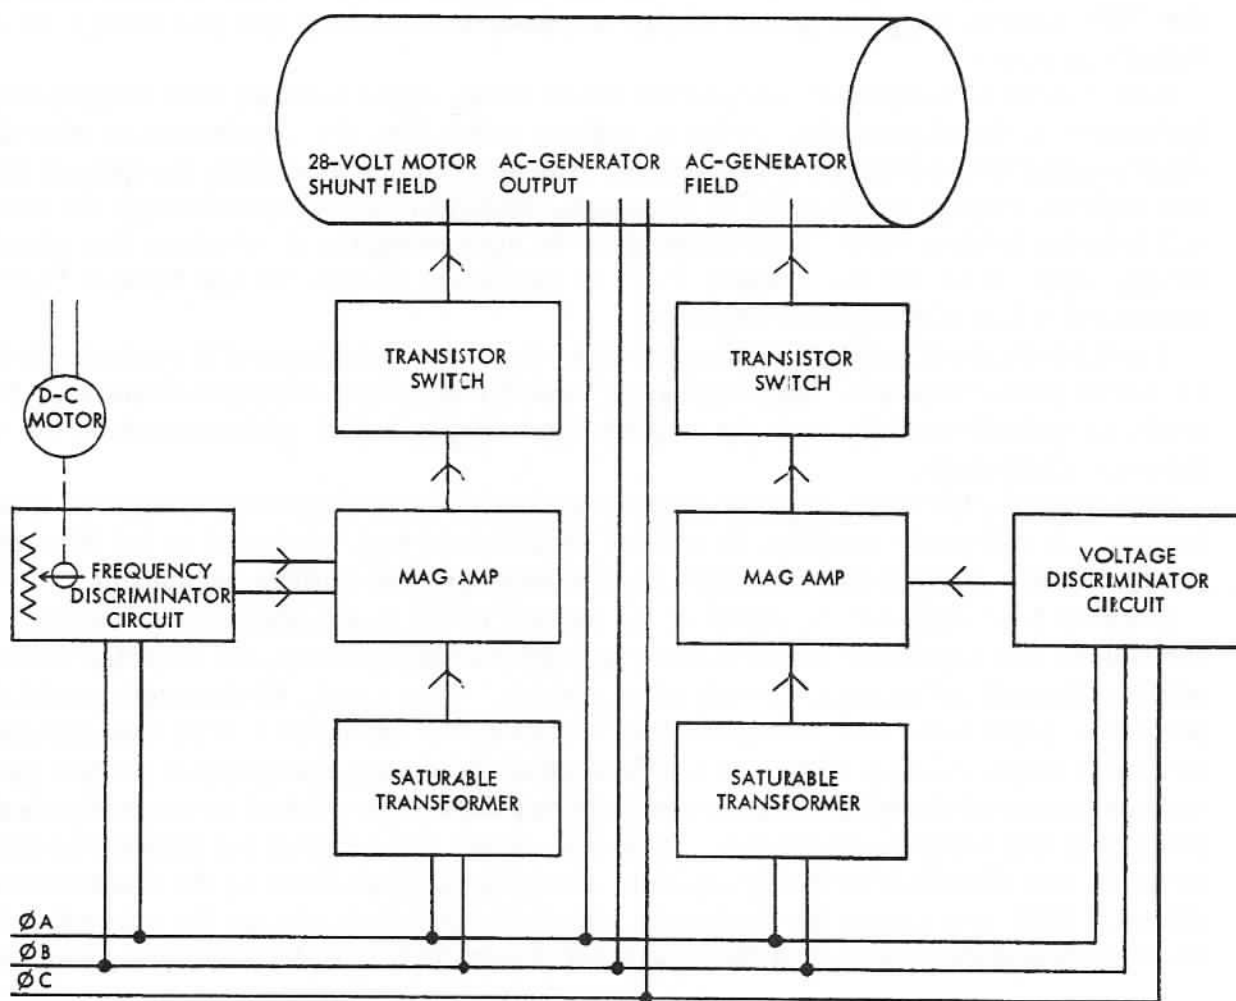 28-VOLT MOTOR
SHUNT FIELD
AC-GENERATOR
OUTPUT
AC-GENERATOR
FIELD
TRANSISTOR
SWITCH
TRANSISTOR
SWITCH
D-C
MOTOR
FREQUENCY
DISCRIMINATOR
CIRCUIT
MAG AMP
MAG AMP
VOLTAGE
DISCRIMINATOR
CIRCUIT
SATURABLE
TRANSFORMER
SATURABLE
TRANSFORMER
ØA
ØB
ØC